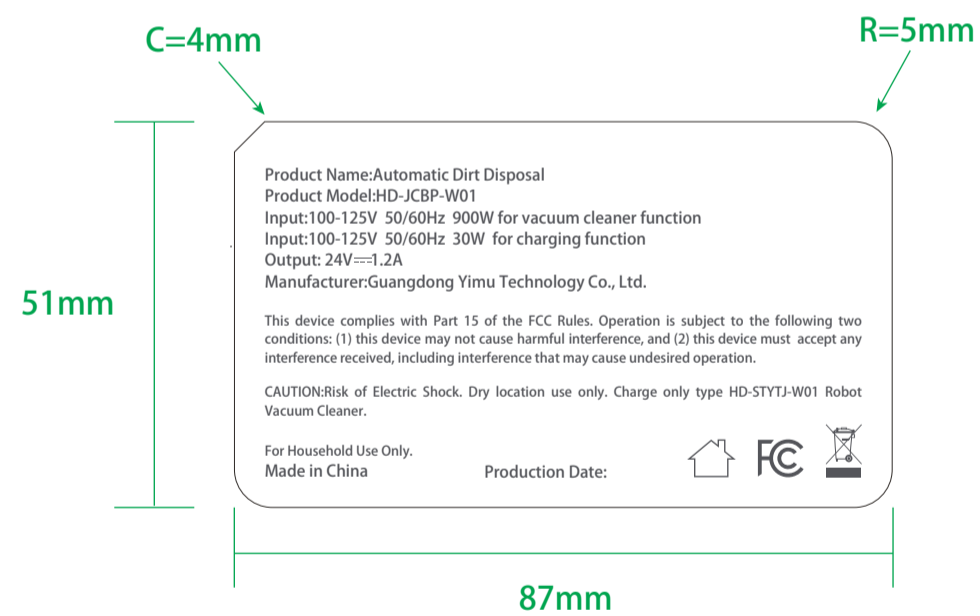 C=4mm
R=5mm
Product Name:Automatic Dirt Disposal
Product Model:HD-JCBP-W01
Input:100-125V 50/60Hz 900W for vacuum cleaner function
Input:100-125V 50/60Hz 30W for charging function
Output: 24V⎓1.2A
Manufacturer:Guangdong Yimu Technology Co., Ltd.
51mm
This device complies with Part 15 of the FCC Rules. Operation is subject to the following two
conditions: (1) this device may not cause harmful interference, and (2) this device must accept any
interference received, including interference that may cause undesired operation.
CAUTION:Risk of Electric Shock. Dry location use only. Charge only type HD-STYTJ-W01 Robot
Vacuum Cleaner.
For Household Use Only.
Made in China
Production Date:
FC
87mm